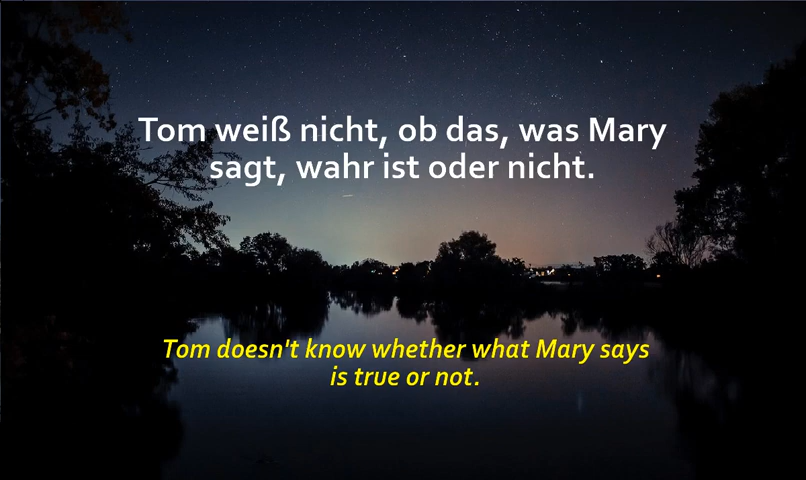 Tom weiß nicht, ob das, was Mary
sagt, wahr ist oder nicht.
Tom doesn't know whether what Mary says
is true or not.